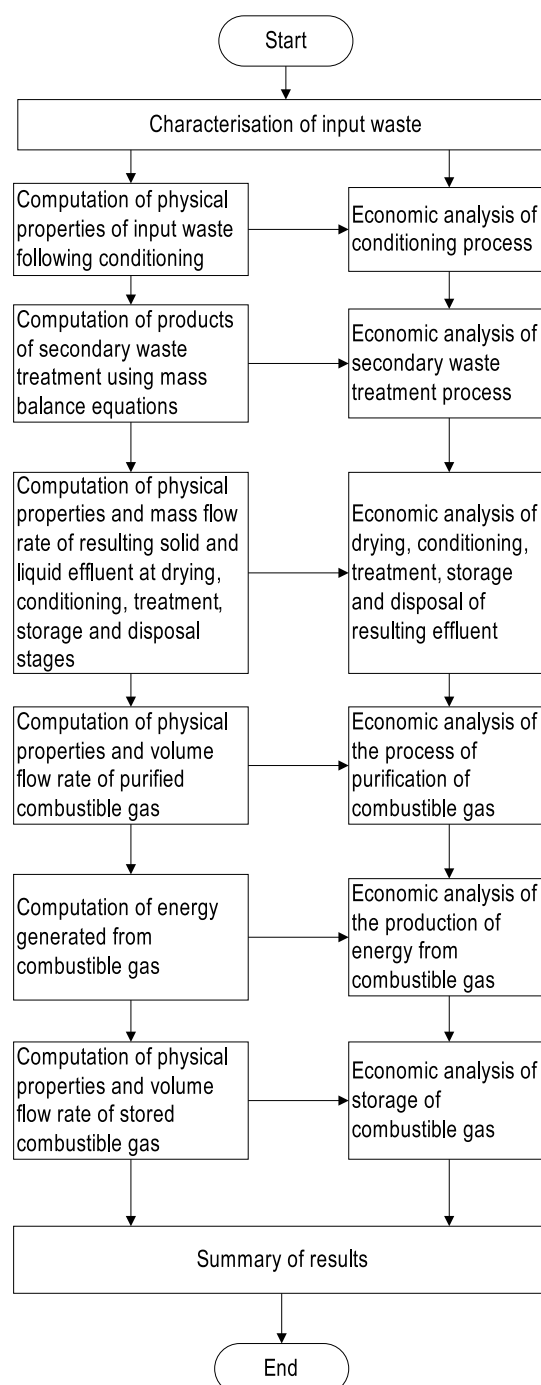 Start
Characterisation of input waste
Computation of physical
properties of input waste
following conditioning
Economic analysis of
conditioning process
Computation of products
of secondary waste
treatment using mass
balance equations
Economic analysis of
secondary waste
treatment process
Computation of physical
properties and mass flow
rate of resulting solid and
liquid effluent at drying,
conditioning, treatment,
storage and disposal
stages
Economic analysis of
drying, conditioning,
treatment, storage
and disposal of
resulting effluent
Computation of physical
properties and volume
flow rate of purified
combustible gas
Economic analysis of
the process of
purification of
combustible gas
Computation of energy
generated from
combustible gas
Economic analysis of
the production of
energy from
combustible gas
Computation of physical
properties and volume
flow rate of stored
combustible gas
Economic analysis of
storage of
combustible gas
Summary of results
End